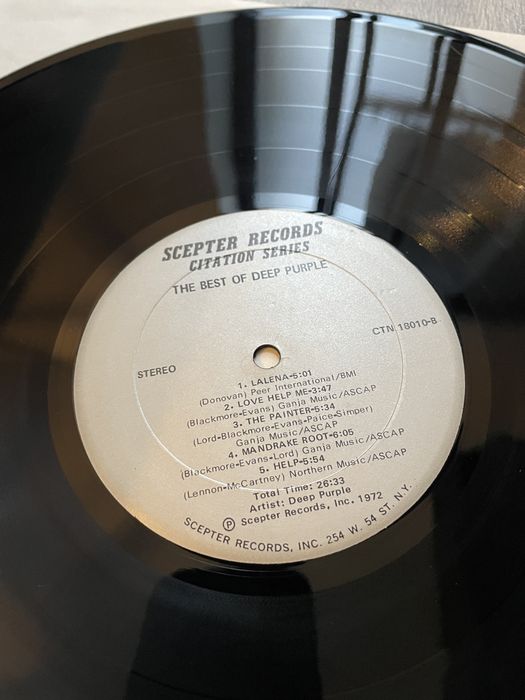 SCEPTER RECORDS
CITATION SERIES
THE BEST OF DEEP PURPLE
CTN 18010-B
STEREO
1. LALENA-5:01
(Donovan) Peer International/BMI
2. LOVE HELP ME-3:47
(Blackmore-Evans) Ganja Music/ASCAP
3. THE PAINTER-5:34
(Lord-Blackmore-Evans-Paice-Simper)
Ganja Music/ASCAP
4. MANDRAKE ROOT-6:05
(Blackmore-Evans-Lord) Ganja Music/ASCAP
5. HELP-5:54
(Lennon-McCartney) Northern Music/ASCAP
Total Time: 26:33
Artist: Deep Purple
Ⓟ Scepter Records, Inc. 1972
SCEPTER RECORDS, INC. 254 W. 54 ST. N.Y.